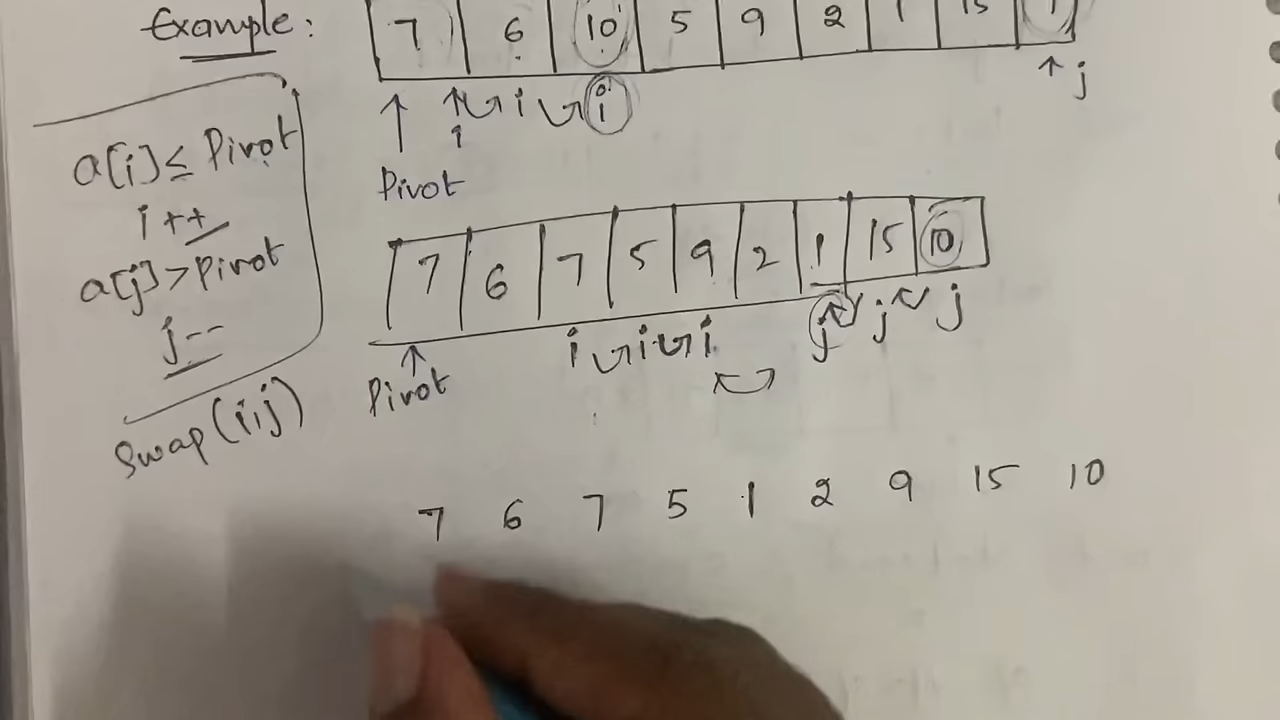 Example:
7 6 10 5 9 2 1 15 7
i i i j
Pivot
a[i] ≤ Pivot
i++
a[j] > Pivot
j--
Swap(i,j)
7 6 7 5 9 2 1 15 10
i i i j j j
Pivot
7 6 7 5 1 2 9 15 10